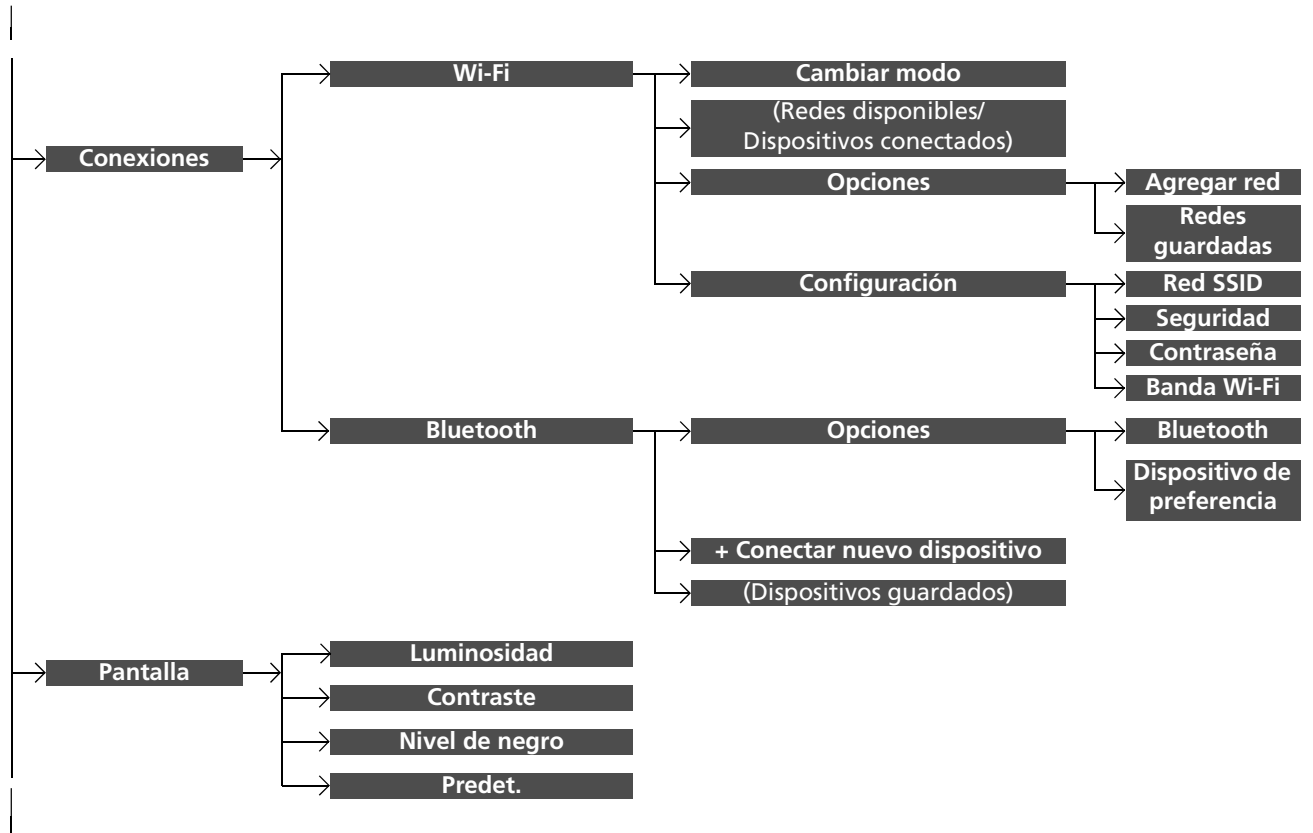 Wi-Fi
Cambiar modo
(Redes disponibles/
Dispositivos conectados)
Conexiones
Opciones
Agregar red
Redes
guardadas
Configuración
Red SSID
Seguridad
Contraseña
Banda Wi-Fi
Bluetooth
Opciones
Bluetooth
Dispositivo de
preferencia
+ Conectar nuevo dispositivo
(Dispositivos guardados)
Pantalla
Luminosidad
Contraste
Nivel de negro
Predet.